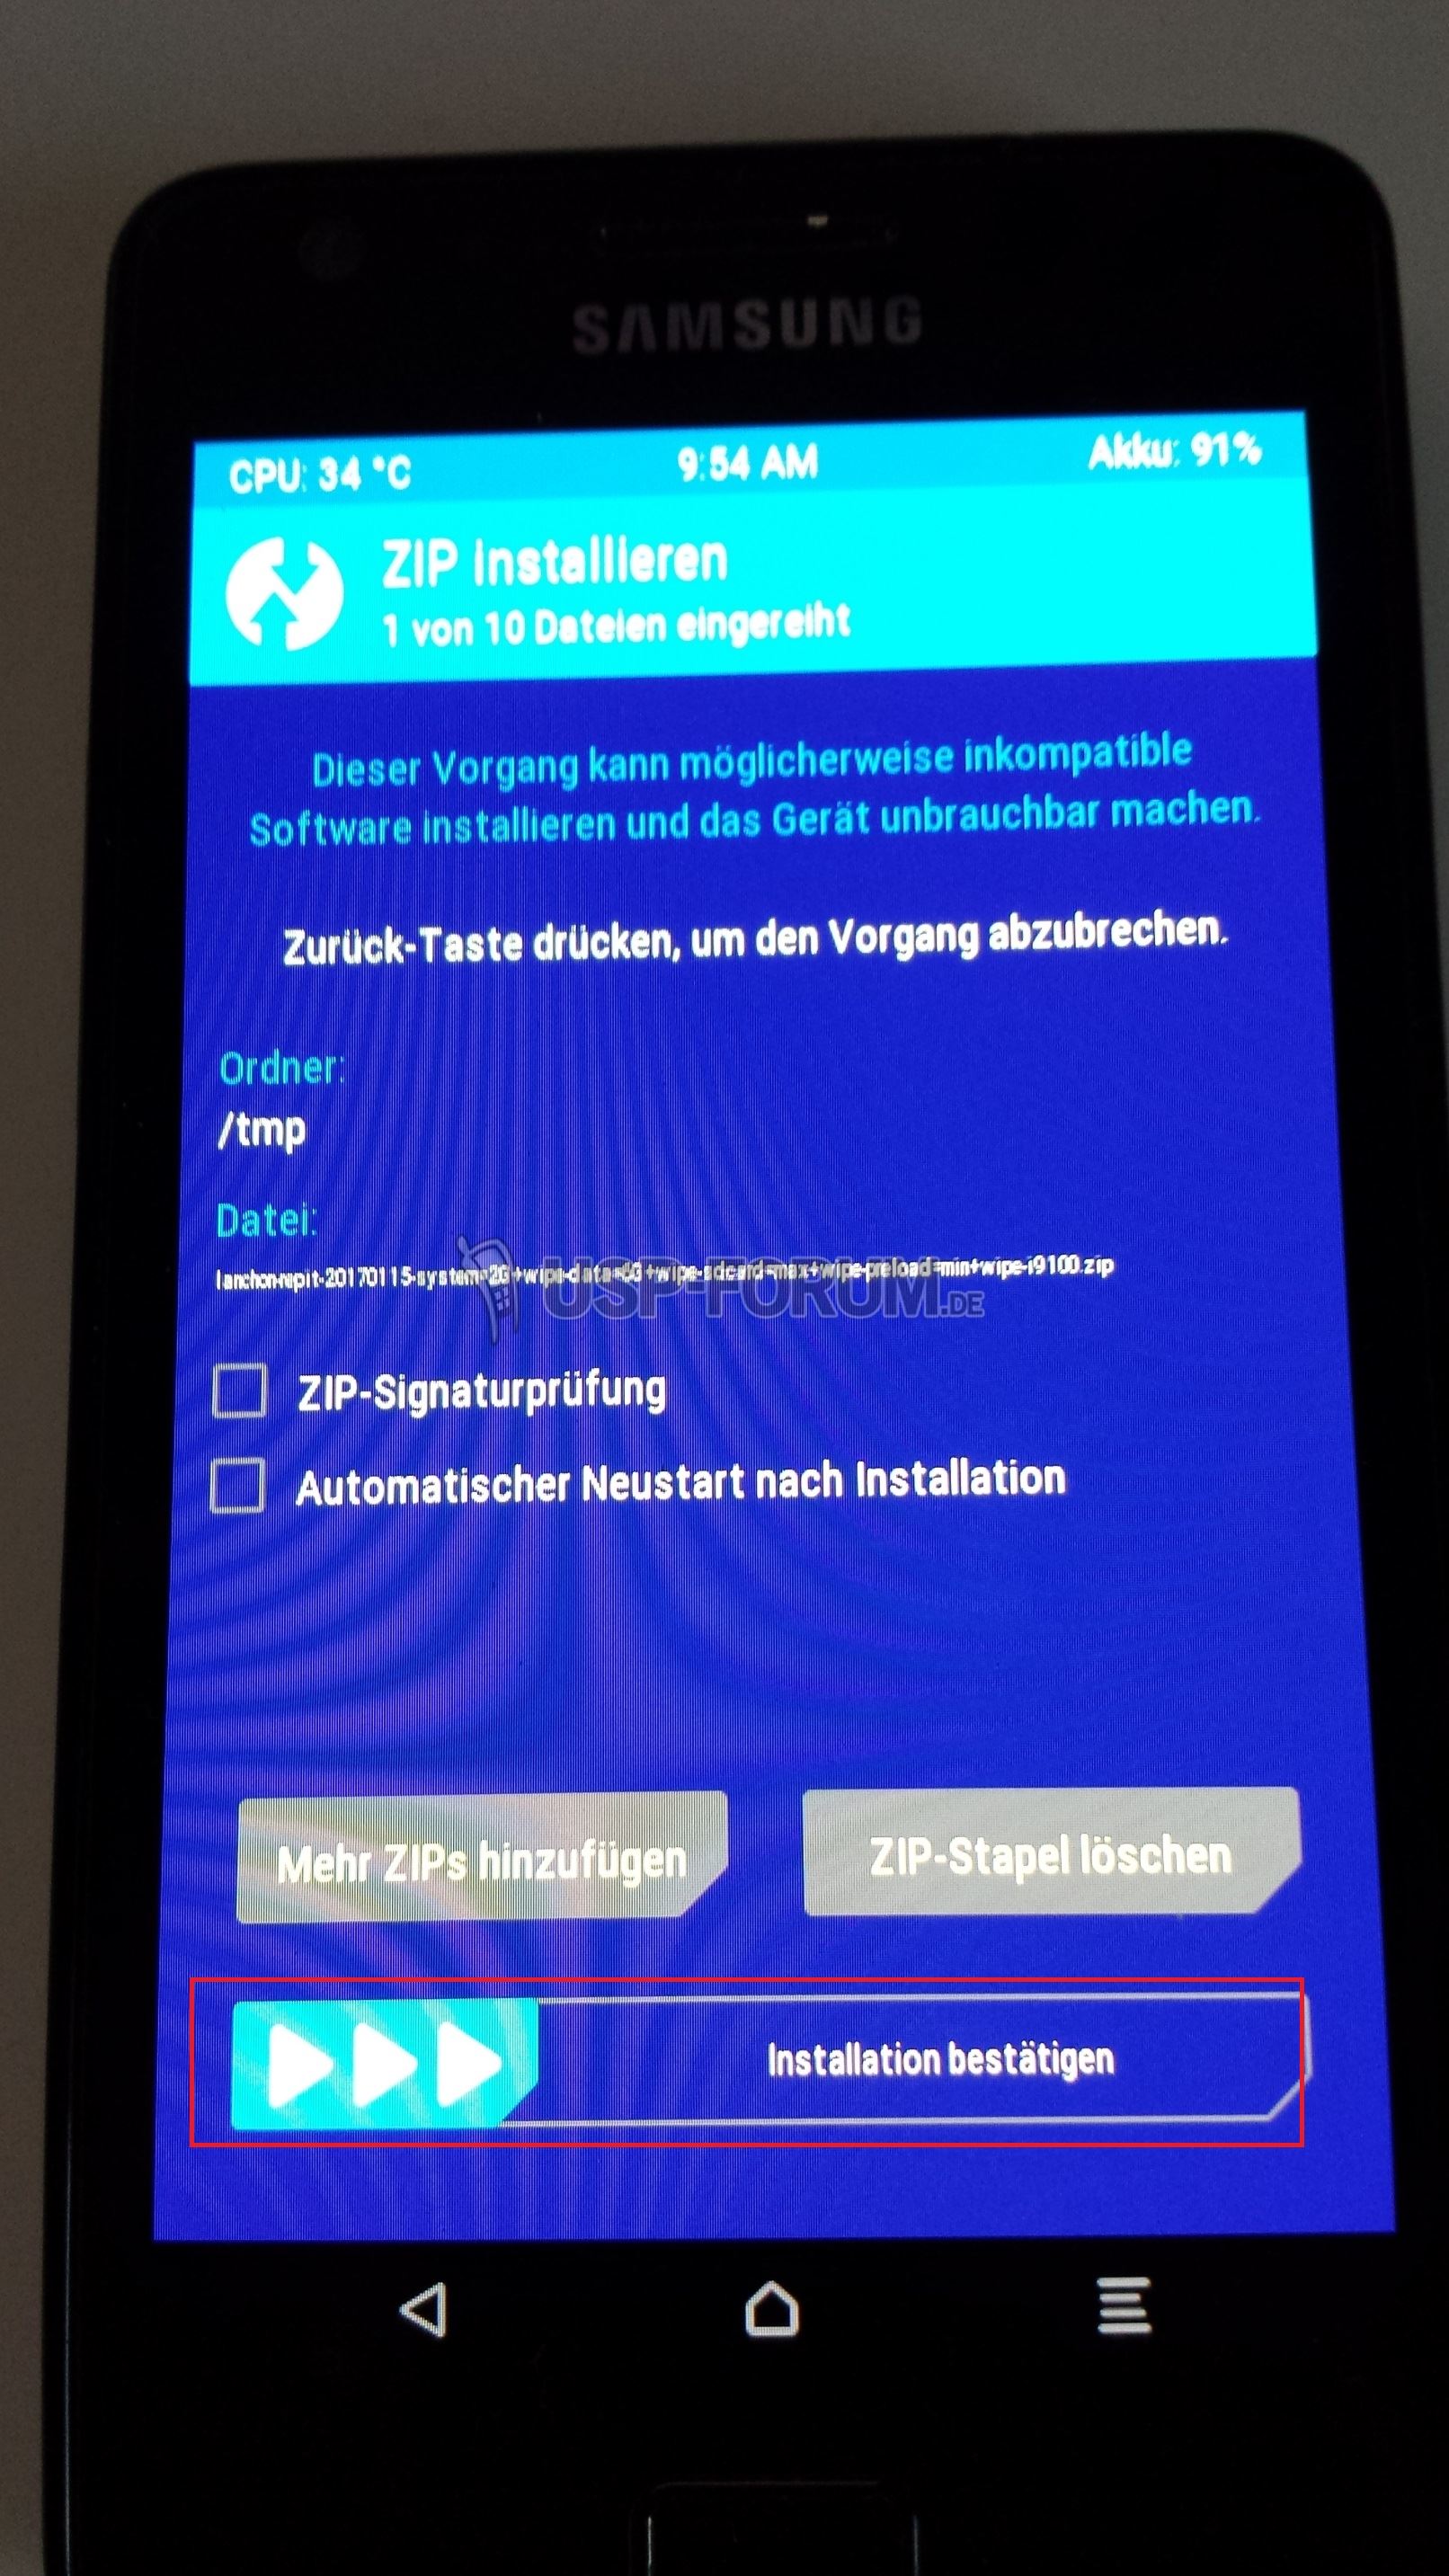 SAMSUNG
CPU: 34 °C 9:54 AM Akku: 91%
ZIP installieren
1 von 10 Dateien eingereiht
Dieser Vorgang kann möglicherweise inkompatible
Software installieren und das Gerät unbrauchbar machen.
Zurück-Taste drücken, um den Vorgang abzubrechen.
Ordner:
/tmp
Datei:
lanchon-repit-20170115-system=2G+wipe-data=4G+wipe-sdcard=max+wipe-preload=min+wipe-i9100.zip
USP-FORUM.DE
ZIP-Signaturprüfung
Automatischer Neustart nach Installation
Mehr ZIPs hinzufügen ZIP-Stapel löschen
Installation bestätigen